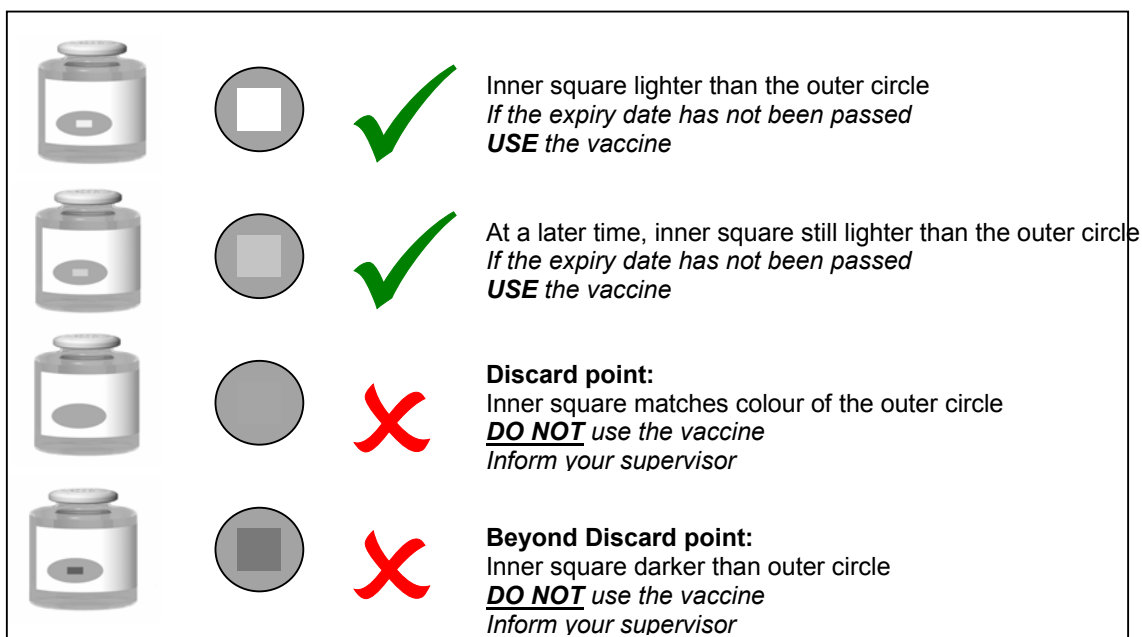 Inner square lighter than the outer circle
If the expiry date has not been passed
USE the vaccine
At a later time, inner square still lighter than the outer circle
If the expiry date has not been passed
USE the vaccine
Discard point:
Inner square matches colour of the outer circle
DO NOT use the vaccine
Inform your supervisor
Beyond Discard point:
Inner square darker than outer circle
DO NOT use the vaccine
Inform your supervisor